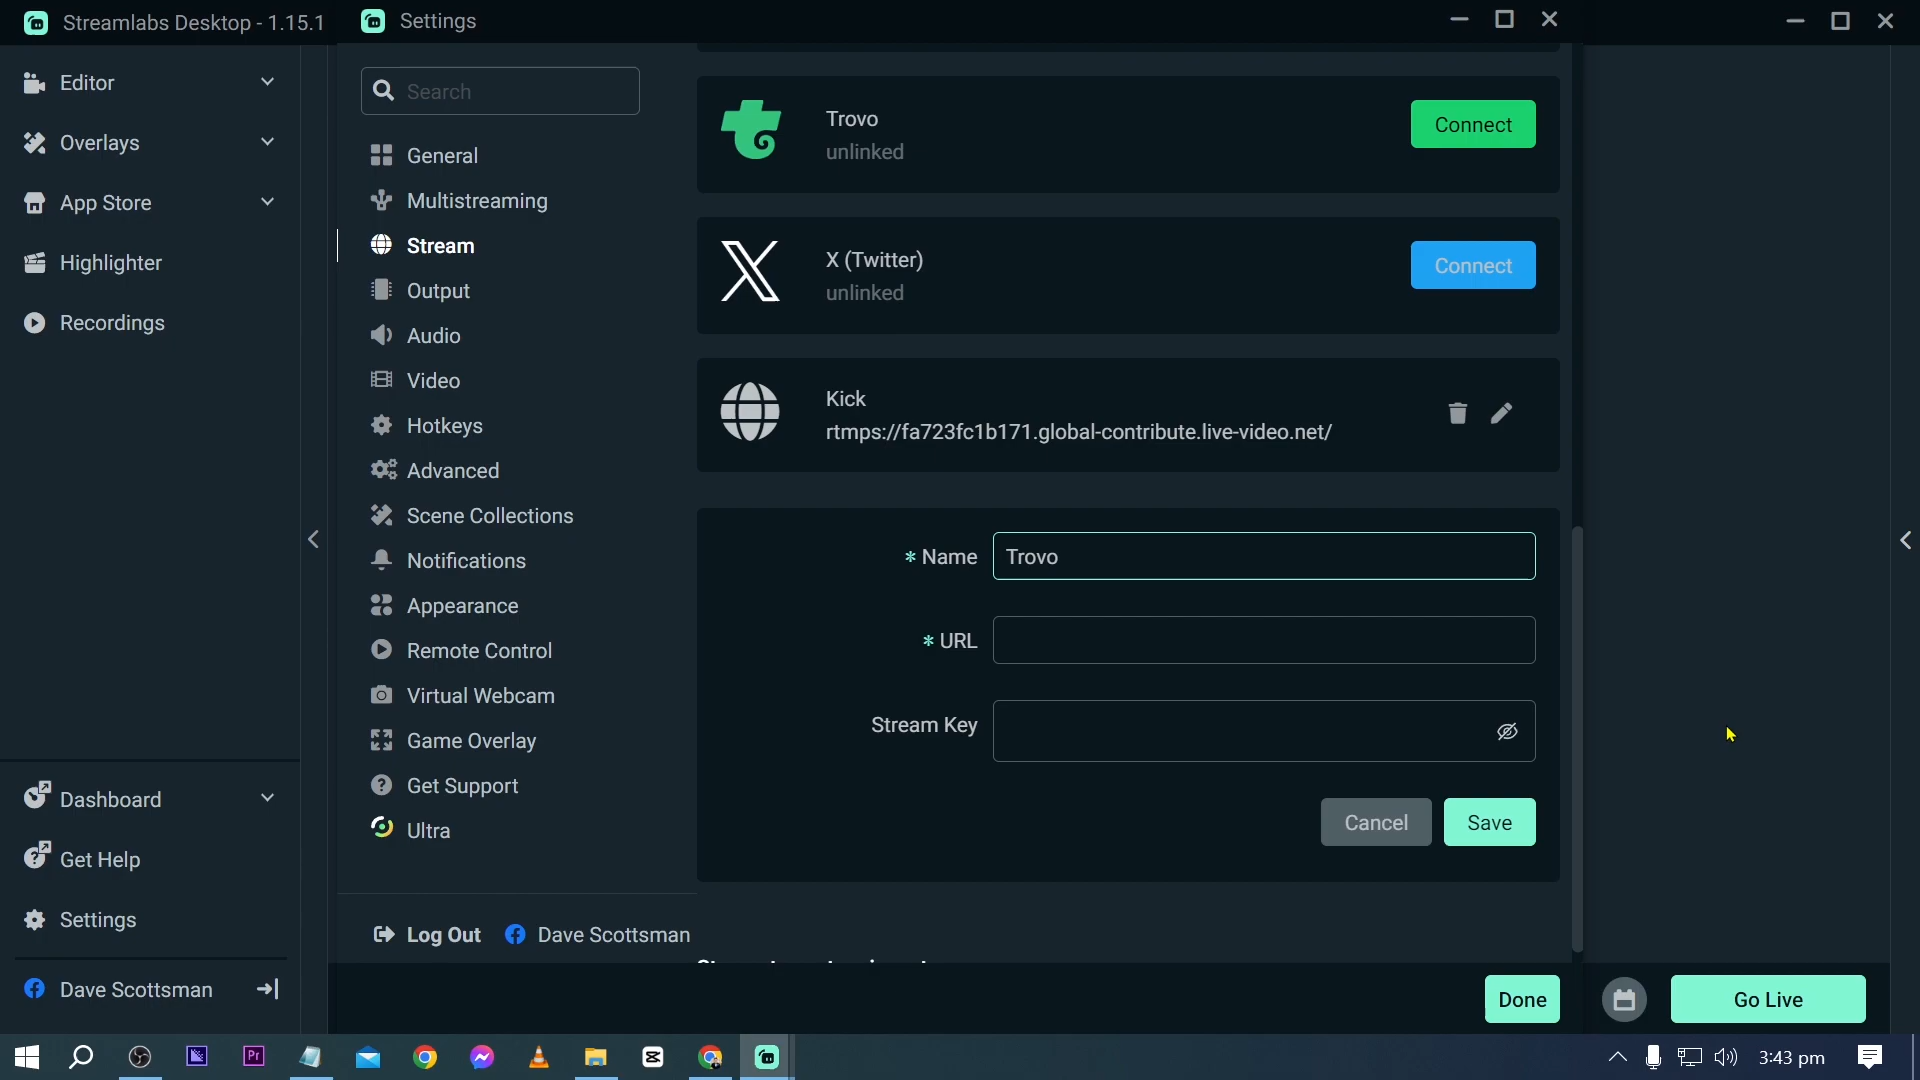 Streamlabs Desktop - 1.15.1
Settings
Editor
Overlays
App Store
Highlighter
Recordings
Dashboard
Get Help
Settings
Dave Scottsman
Search
General
Multistreaming
Stream
Output
Audio
Video
Hotkeys
Advanced
Scene Collections
Notifications
Appearance
Remote Control
Virtual Webcam
Game Overlay
Get Support
Ultra
Log Out Dave Scottsman
Trovo
unlinked
Connect
X (Twitter)
unlinked
Connect
Kick
rtmps://fa723fc1b171.global-contribute.live-video.net/
* Name Trovo
* URL
Stream Key
Cancel Save
Done
Go Live
Pr
3:43 pm